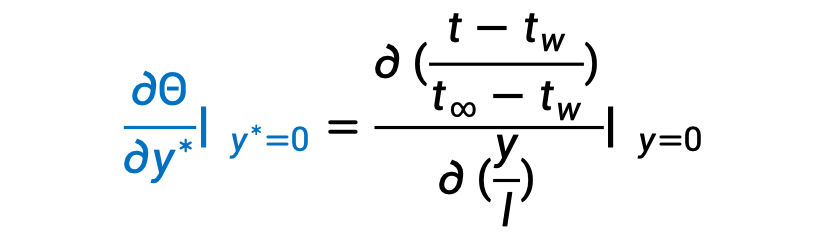 ∂Θ/∂y*| y*=0 = ∂((t − t_w)/(t_∞ − t_w))/∂(y/l)| y=0